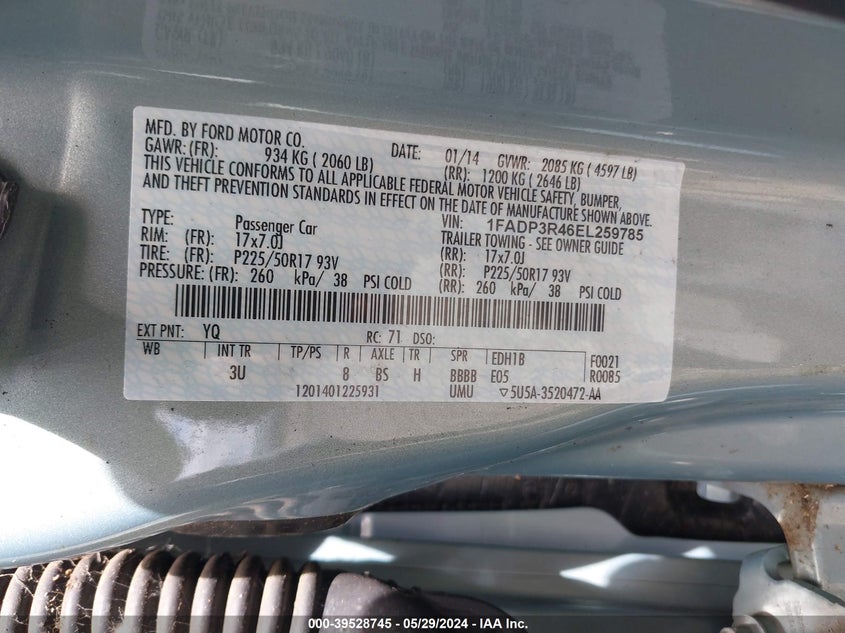 MFD. BY FORD MOTOR CO.
DATE: 01/14 GVWR: 2085 KG ( 4597 LB)
GAWR: (FR): 934 KG ( 2060 LB) (RR): 1200 KG ( 2646 LB)
THIS VEHICLE CONFORMS TO ALL APPLICABLE FEDERAL MOTOR VEHICLE SAFETY, BUMPER,
AND THEFT PREVENTION STANDARDS IN EFFECT ON THE DATE OF MANUFACTURE SHOWN ABOVE.
VIN: 1FADP3R46EL259785
TYPE: Passenger Car TRAILER TOWING - SEE OWNER GUIDE
RIM: (FR): 17x7.0J (RR): 17x7.0J
TIRE: (FR): P225/50R17 93V (RR): P225/50R17 93V
PRESSURE: (FR): 260 kPa/ 38 PSI COLD (RR): 260 kPa/ 38 PSI COLD
EXT PNT: YQ RC: 71 DSO:
WB INT TR TP/PS R AXLE TR SPR EDH1B F0021
3U 8 BS H BBBB E05 R0085
1201401225931 UMU ▽5U5A-3520472-AA
000-39528745 - 05/29/2024 - IAA Inc.